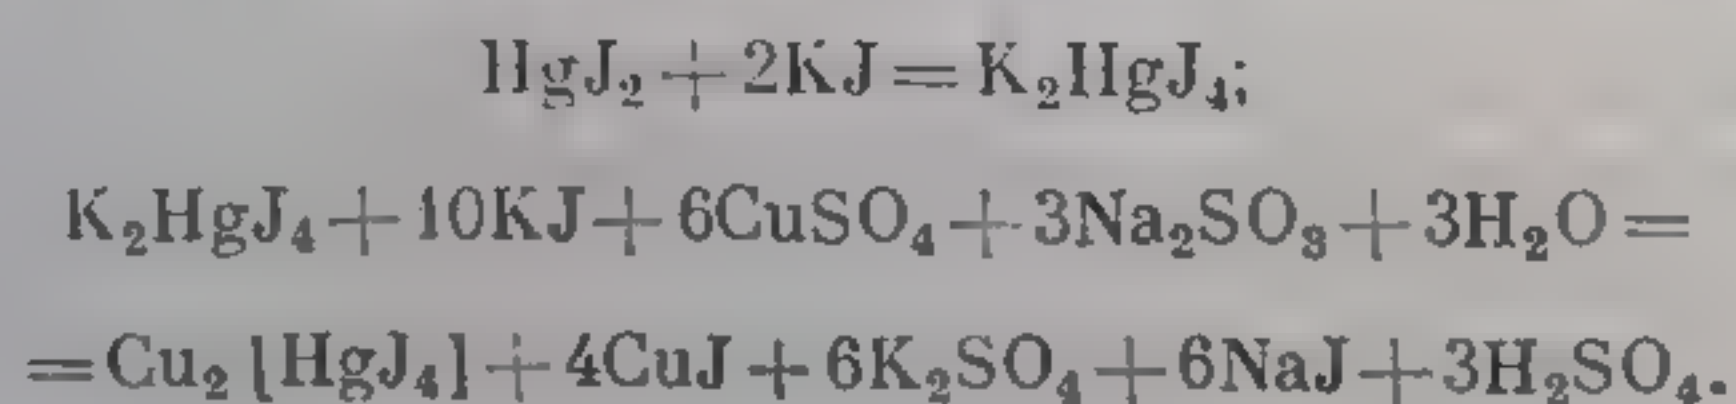 HgJ₂ + 2KJ = K₂HgJ₄;
K₂HgJ₄ + 10KJ + 6CuSO₄ + 3Na₂SO₃ + 3H₂O =
= Cu₂ [HgJ₄] + 4CuJ + 6K₂SO₄ + 6NaJ + 3H₂SO₄.